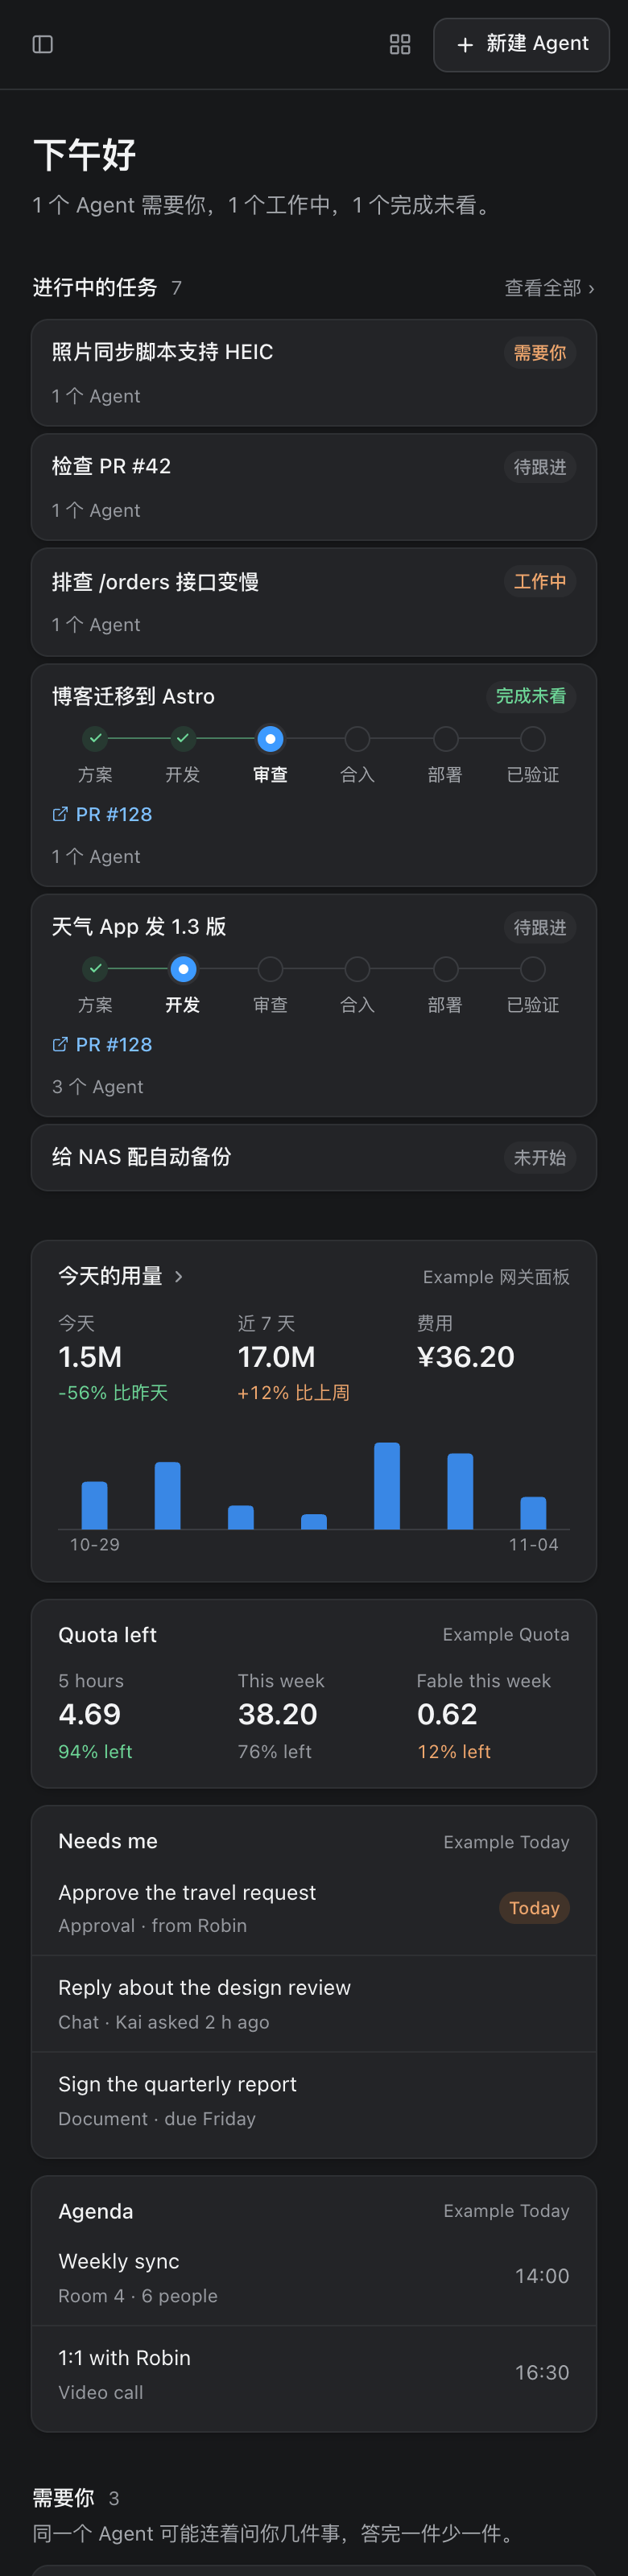 新建 Agent
下午好
1 个 Agent 需要你，1 个工作中，1 个完成未看。
进行中的任务 7
查看全部 ›
照片同步脚本支持 HEIC
需要你
1 个 Agent
检查 PR #42
待跟进
1 个 Agent
排查 /orders 接口变慢
工作中
1 个 Agent
博客迁移到 Astro
完成未看
方案 开发 审查 合入 部署 已验证
PR #128
1 个 Agent
天气 App 发 1.3 版
待跟进
方案 开发 审查 合入 部署 已验证
PR #128
3 个 Agent
给 NAS 配自动备份
未开始
今天的用量 ›
Example 网关面板
今天 近 7 天 费用
1.5M 17.0M ¥36.20
-56% 比昨天 +12% 比上周
10-29 11-04
Quota left
Example Quota
5 hours This week Fable this week
4.69 38.20 0.62
94% left 76% left 12% left
Needs me
Example Today
Approve the travel request
Today
Approval · from Robin
Reply about the design review
Chat · Kai asked 2 h ago
Sign the quarterly report
Document · due Friday
Agenda
Example Today
Weekly sync
14:00
Room 4 · 6 people
1:1 with Robin
16:30
Video call
需要你 3
同一个 Agent 可能连着问你几件事，答完一件少一件。